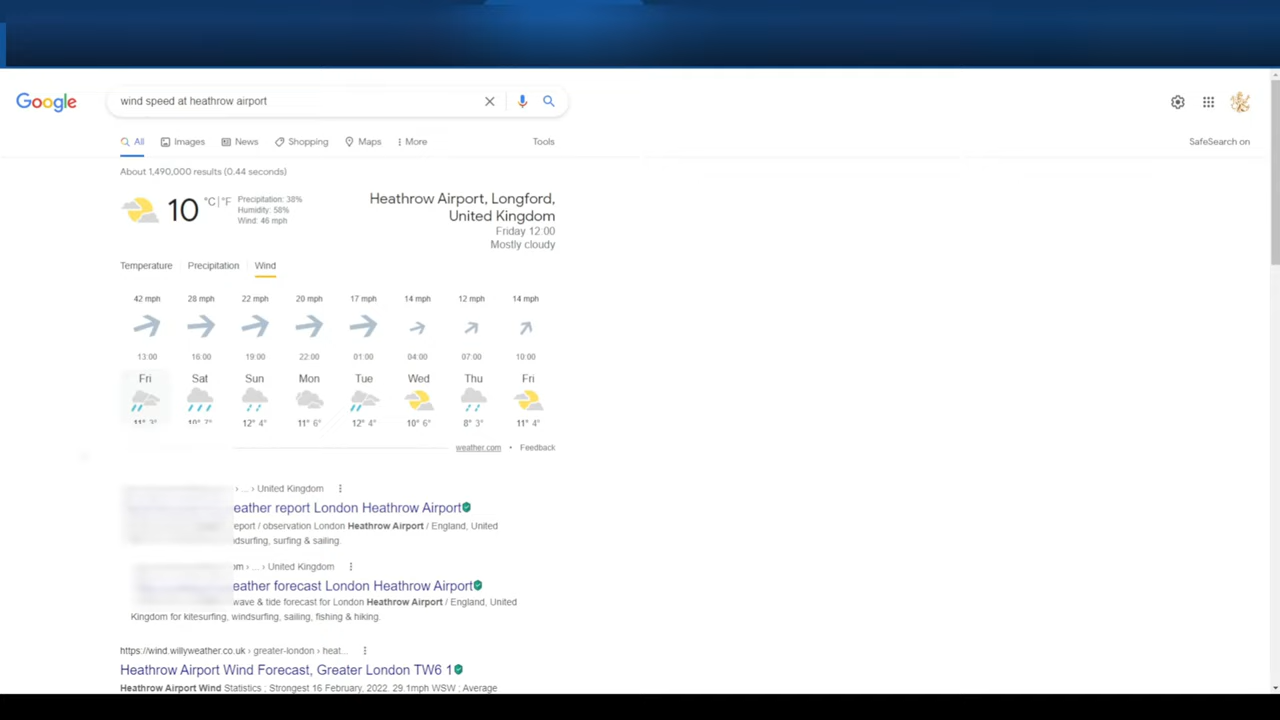 Google
wind speed at heathrow airport
All Images News Shopping Maps More Tools
SafeSearch on
About 1,490,000 results (0.44 seconds)
10 °C | °F
Precipitation: 38%
Humidity: 58%
Wind: 46 mph
Heathrow Airport, Longford,
United Kingdom
Friday 12:00
Mostly cloudy
Temperature Precipitation Wind
42 mph 28 mph 22 mph 20 mph 17 mph 14 mph 12 mph 14 mph
13:00 16:00 19:00 22:00 01:00 04:00 07:00 10:00
Fri Sat Sun Mon Tue Wed Thu Fri
11° 3° 10° 7° 12° 4° 11° 6° 12° 4° 10° 6° 8° 3° 11° 4°
weather.com • Feedback
› ... › United Kingdom
eather report London Heathrow Airport
report / observation London Heathrow Airport / England, United
ndsurfing, surfing & sailing.
om › ... › United Kingdom
eather forecast London Heathrow Airport
wave & tide forecast for London Heathrow Airport / England, United
Kingdom for kitesurfing, windsurfing, sailing, fishing & hiking.
https://wind.willyweather.co.uk › greater-london › heat...
Heathrow Airport Wind Forecast, Greater London TW6 1
Heathrow Airport Wind Statistics ; Strongest 16 February, 2022. 29.1mph WSW ; Average